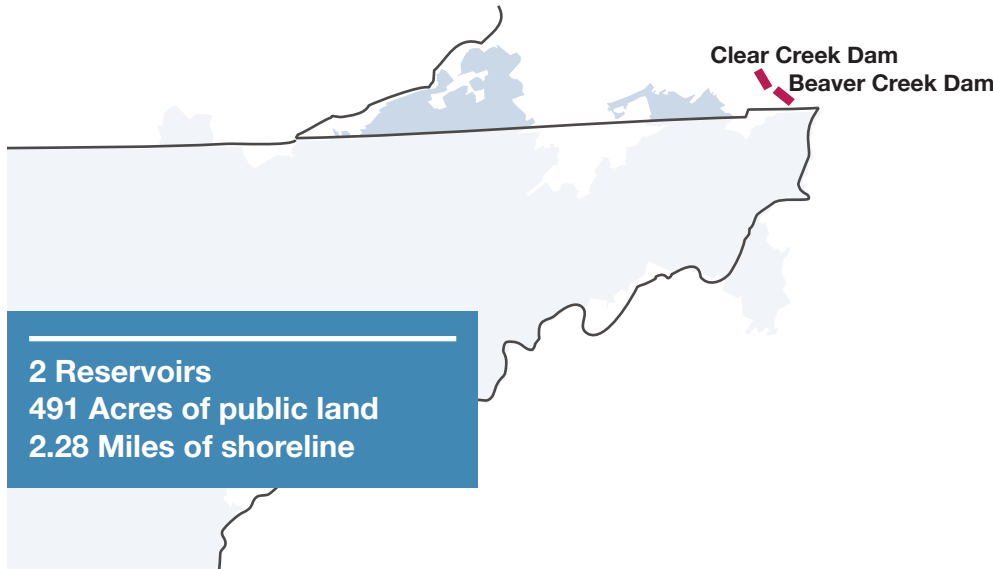 Clear Creek Dam
Beaver Creek Dam
2 Reservoirs
491 Acres of public land
2.28 Miles of shoreline